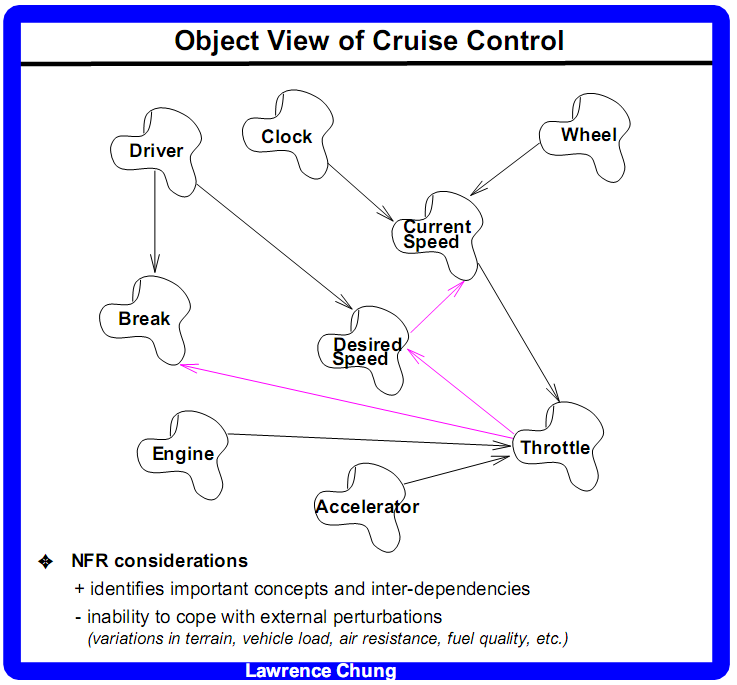 Object View of Cruise Control
Driver
Clock
Wheel
Current
Speed
Break
Desired
Speed
Engine
Throttle
Accelerator
❖ NFR considerations
+ identifies important concepts and inter-dependencies
- inability to cope with external perturbations
(variations in terrain, vehicle load, air resistance, fuel quality, etc.)
Lawrence Chung